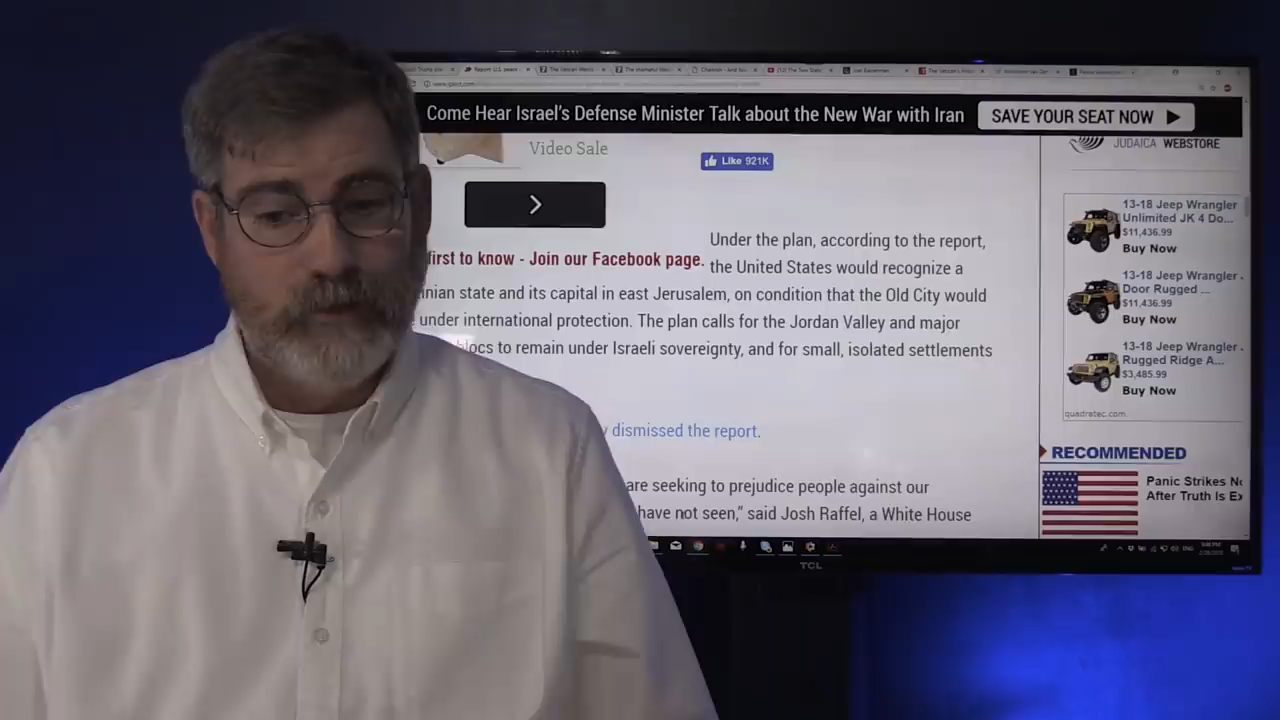 Come Hear Israel's Defense Minister Talk about the New War with Iran
SAVE YOUR SEAT NOW
Video Sale
Like 921K
JUDAICA WEBSTORE
Under the plan, according to the report,
first to know - Join our Facebook page.
the United States would recognize a
inian state and its capital in east Jerusalem, on condition that the Old City would
under international protection. The plan calls for the Jordan Valley and major
locs to remain under Israeli sovereignty, and for small, isolated settlements
dismissed the report.
are seeking to prejudice people against our
have not seen," said Josh Raffel, a White House
13-18 Jeep Wrangler
Unlimited JK 4 Do...
$11,436.99
Buy Now
13-18 Jeep Wrangler
Door Rugged ...
$11,436.99
Buy Now
13-18 Jeep Wrangler
Rugged Ridge A...
$3,485.99
Buy Now
quadratec.com
RECOMMENDED
Panic Strikes N
After Truth Is Ex
TCL